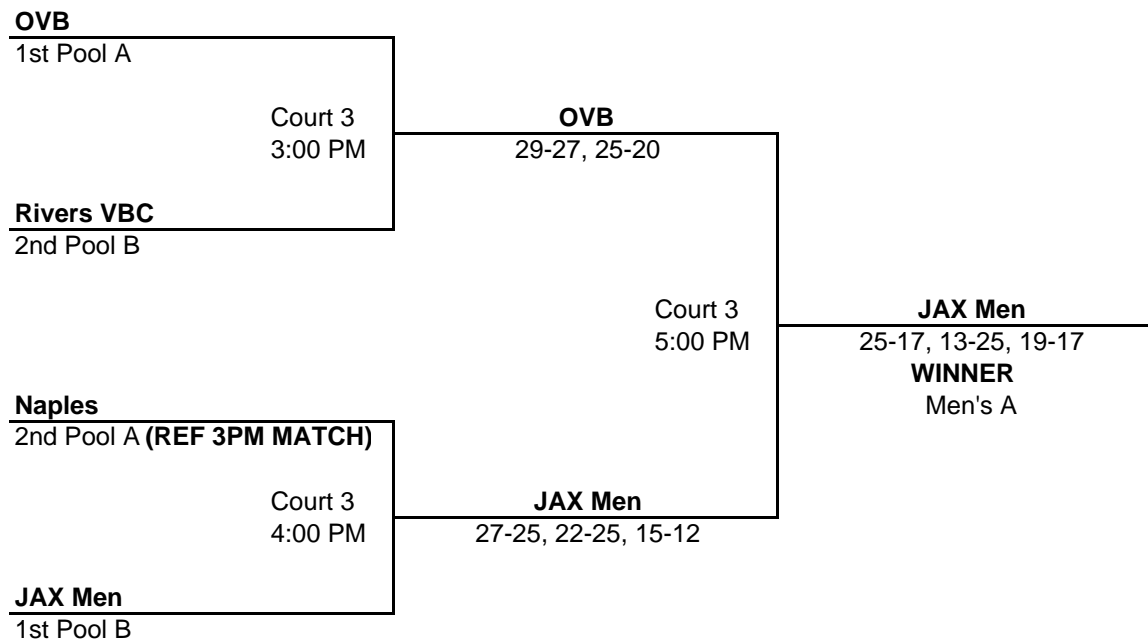 OVB
1st Pool A
Court 3
3:00 PM
OVB
29-27, 25-20
Rivers VBC
2nd Pool B
Court 3
5:00 PM
JAX Men
25-17, 13-25, 19-17
WINNER
Men's A
Naples
2nd Pool A (REF 3PM MATCH)
Court 3
4:00 PM
JAX Men
27-25, 22-25, 15-12
JAX Men
1st Pool B